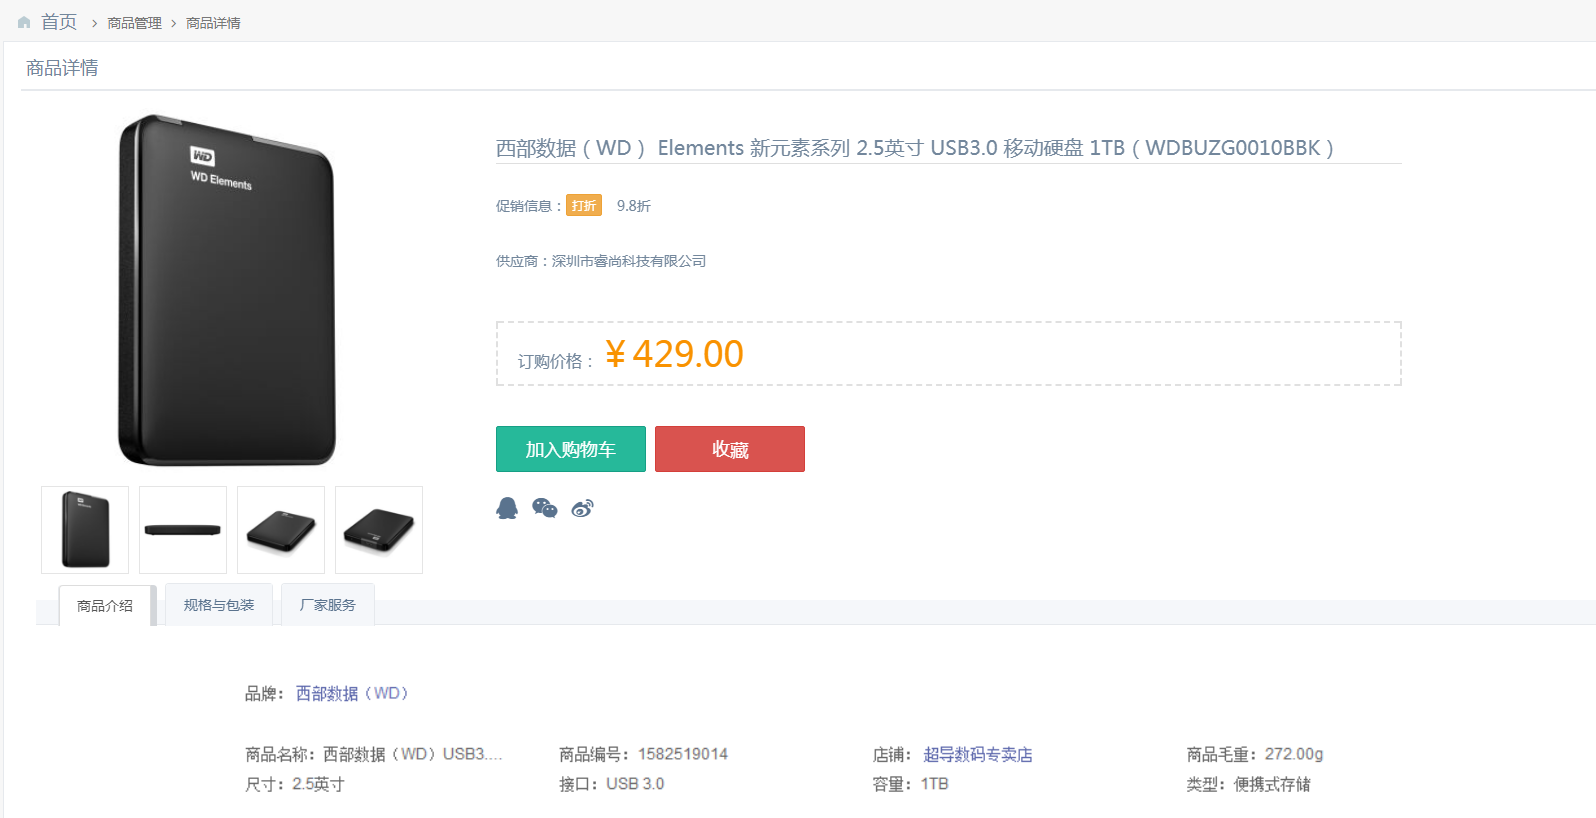 首页 > 商品管理 > 商品详情
商品详情
WD
WD Elements
西部数据（WD） Elements 新元素系列 2.5英寸 USB3.0 移动硬盘 1TB（WDBUZG0010BBK）
促销信息：打折 9.8折
供应商：深圳市睿尚科技有限公司
订购价格： ¥ 429.00
加入购物车 收藏
商品介绍 规格与包装 厂家服务
品牌： 西部数据（WD）
商品名称：西部数据（WD）USB3.... 商品编号：1582519014 店铺： 超导数码专卖店 商品毛重：272.00g
尺寸：2.5英寸 接口：USB 3.0 容量：1TB 类型：便携式存储